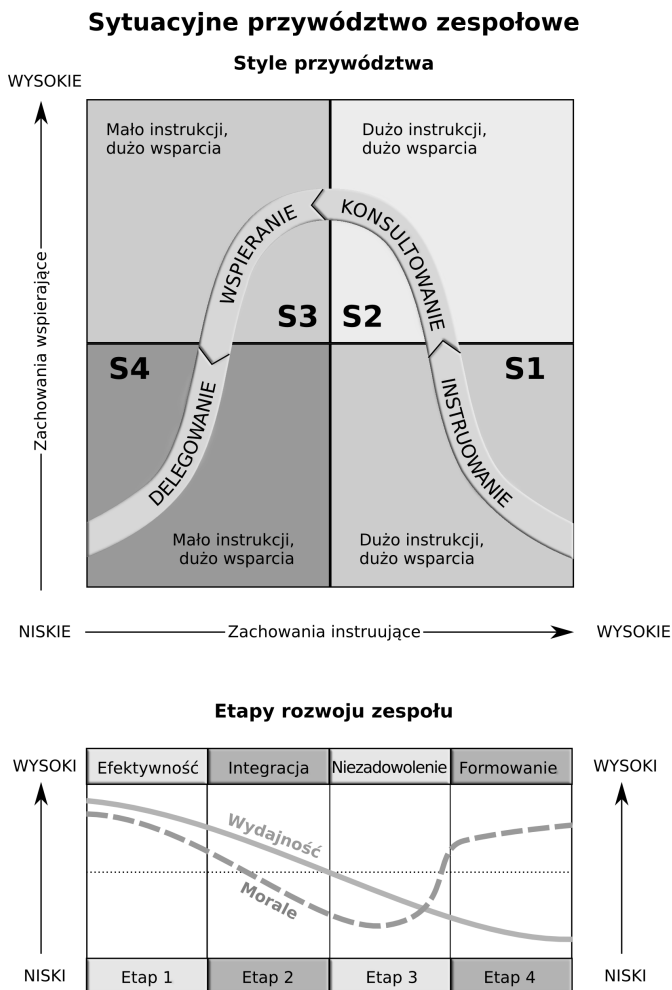 Sytuacyjne przywództwo zespołowe
Style przywództwa
WYSOKIE
Mało instrukcji,
dużo wsparcia
Dużo instrukcji,
dużo wsparcia
WSPIERANIE
KONSULTOWANIE
Zachowania wspierające
S3
S2
S4
S1
DELEGOWANIE
INSTRUOWANIE
Mało instrukcji,
dużo wsparcia
Dużo instrukcji,
dużo wsparcia
NISKIE
Zachowania instruujące
WYSOKIE
Etapy rozwoju zespołu
WYSOKI
Efektywność
Integracja
Niezadowolenie
Formowanie
WYSOKI
Wydajność
Morale
NISKI
Etap 1
Etap 2
Etap 3
Etap 4
NISKI